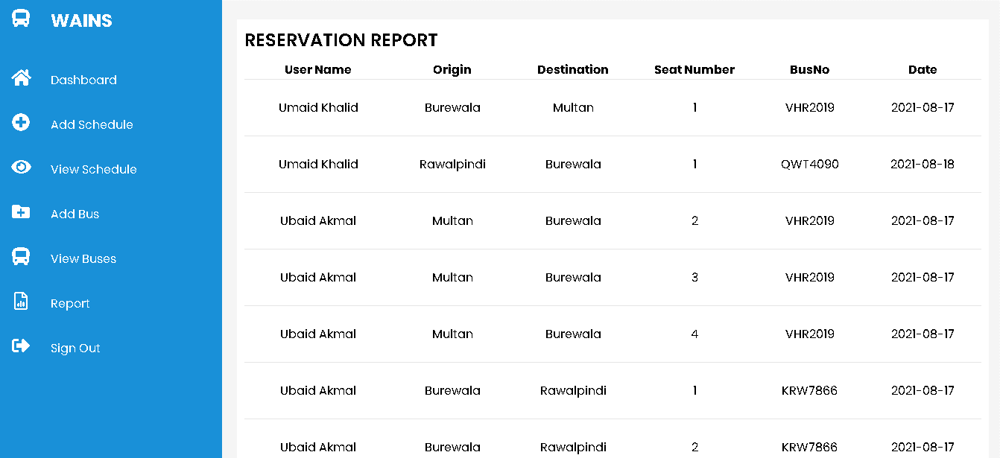 WAINS
Dashboard
Add Schedule
View Schedule
Add Bus
View Buses
Report
Sign Out
RESERVATION REPORT
User Name Origin Destination Seat Number BusNo Date
Umaid Khalid Burewala Multan 1 VHR2019 2021-08-17
Umaid Khalid Rawalpindi Burewala 1 QWT4090 2021-08-18
Ubaid Akmal Multan Burewala 2 VHR2019 2021-08-17
Ubaid Akmal Multan Burewala 3 VHR2019 2021-08-17
Ubaid Akmal Multan Burewala 4 VHR2019 2021-08-17
Ubaid Akmal Burewala Rawalpindi 1 KRW7866 2021-08-17
Ubaid Akmal Burewala Rawalpindi 2 KRW7866 2021-08-17